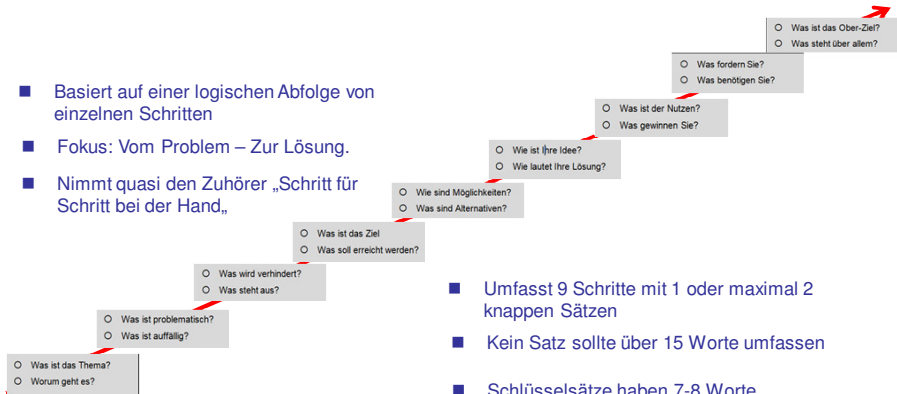 Was ist das Ober-Ziel?
Was steht über allem?
Was fordern Sie?
Was benötigen Sie?
■ Basiert auf einer logischen Abfolge von
einzelnen Schritten
■ Fokus: Vom Problem – Zur Lösung.
■ Nimmt quasi den Zuhörer „Schritt für
Schritt bei der Hand„
Was ist der Nutzen?
Was gewinnen Sie?
Wie ist Ihre Idee?
Wie lautet Ihre Lösung?
Wie sind Möglichkeiten?
Was sind Alternativen?
Was ist das Ziel
Was soll erreicht werden?
Was wird verhindert?
Was steht aus?
Was ist problematisch?
Was ist auffällig?
Was ist das Thema?
Worum geht es?
■ Umfasst 9 Schritte mit 1 oder maximal 2
knappen Sätzen
■ Kein Satz sollte über 15 Worte umfassen
■ Schlüsselsätze haben 7-8 Worte